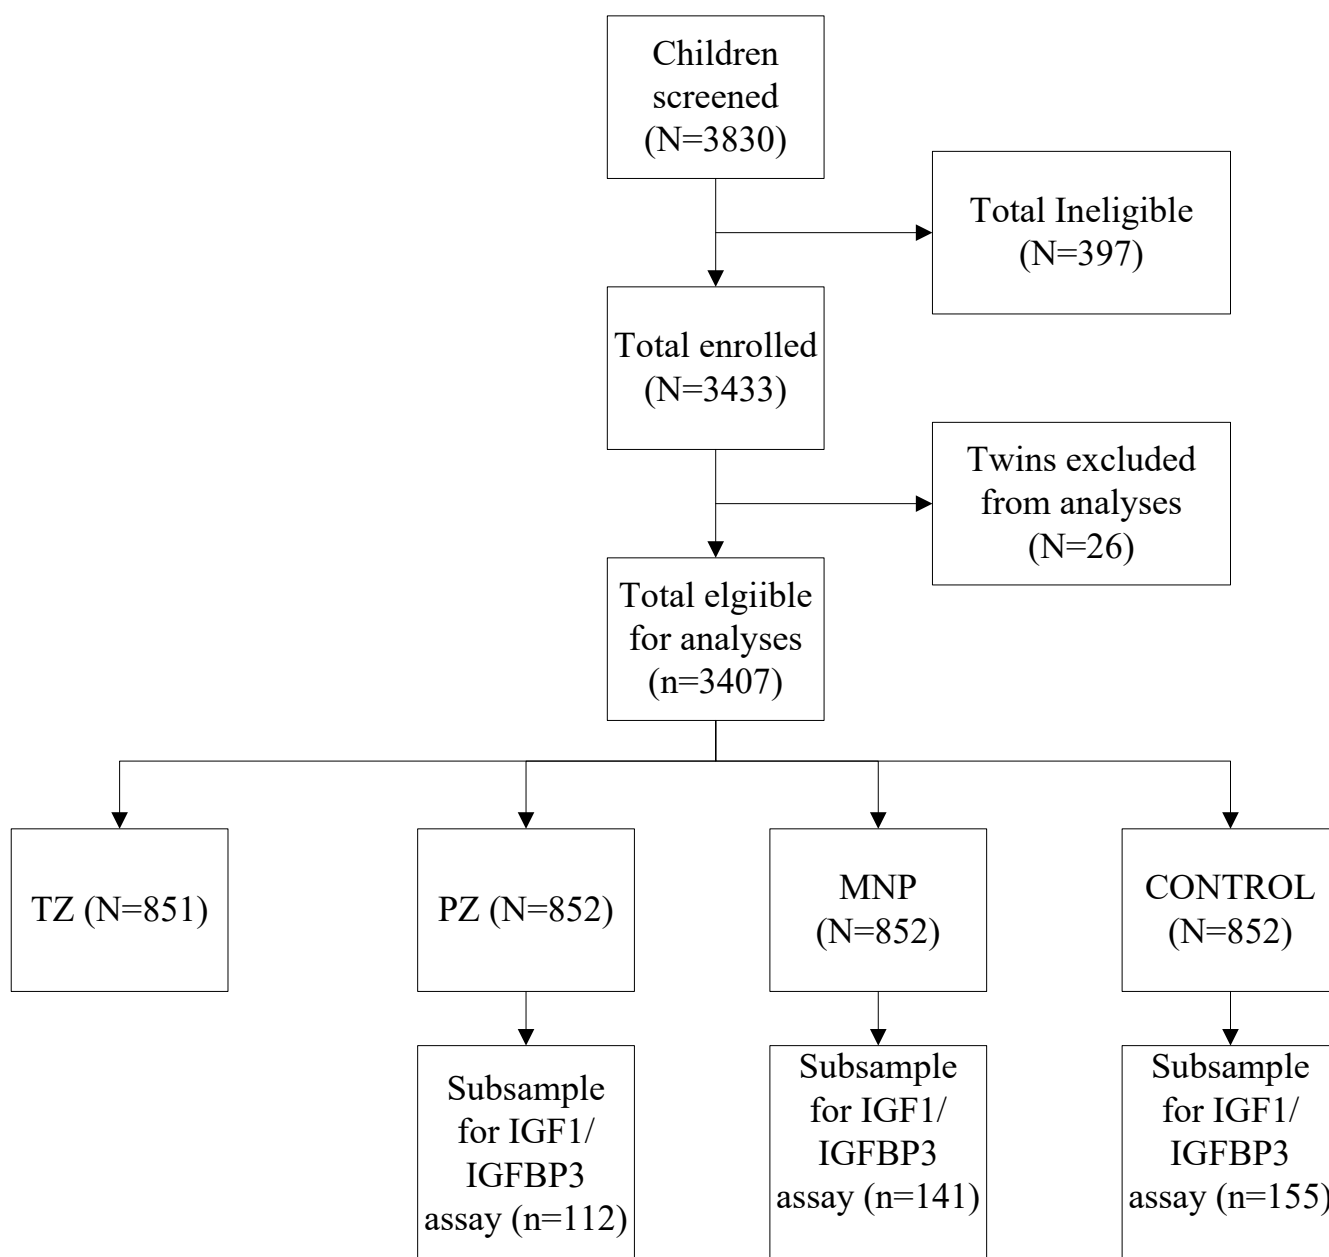 Children
screened
(N=3830)
Total Ineligible
(N=397)
Total enrolled
(N=3433)
Twins excluded
from analyses
(N=26)
Total elgiible
for analyses
(n=3407)
TZ (N=851)
PZ (N=852)
MNP
(N=852)
CONTROL
(N=852)
Subsample
for IGF1/
IGFBP3
assay (n=112)
Subsample
for IGF1/
IGFBP3
assay (n=141)
Subsample
for IGF1/
IGFBP3
assay (n=155)